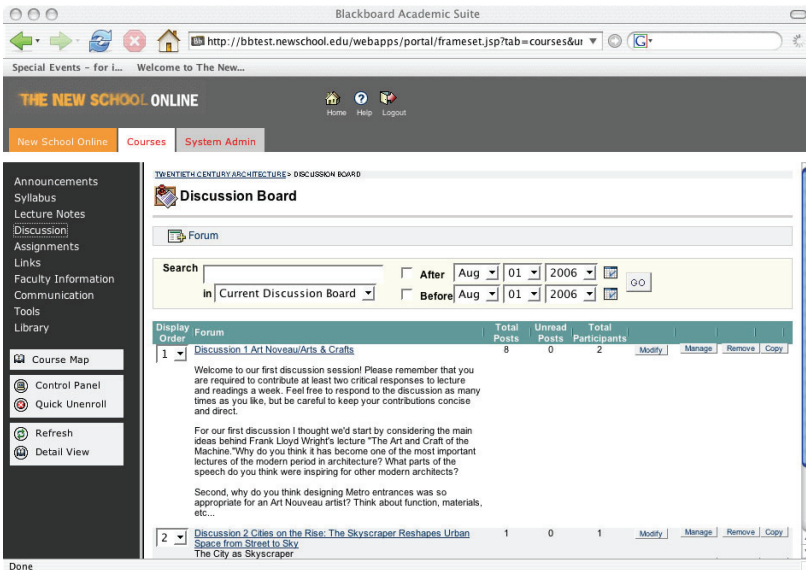 Blackboard Academic Suite
http://bbtest.newschool.edu/webapps/portal/frameset.jsp?tab=courses&ur
G
Special Events – for i... Welcome to The New...
THE NEW SCHOOL ONLINE
Home Help Logout
New School Online Courses System Admin
Announcements
Syllabus
Lecture Notes
Discussion
Assignments
Links
Faculty Information
Communication
Tools
Library
Course Map
Control Panel
Quick Unenroll
Refresh
Detail View
TWENTIETH CENTURY ARCHITECTURE > DISCUSSION BOARD
Discussion Board
Forum
Search After Aug 01 2006 GO
in Current Discussion Board Before Aug 01 2006
Display Order Forum Total Posts Unread Posts Total Participants
1 Discussion 1 Art Noveau/Arts & Crafts 8 0 2 Modify Manage Remove Copy
Welcome to our first discussion session! Please remember that you
are required to contribute at least two critical responses to lecture
and readings a week. Feel free to respond to the discussion as many
times as you like, but be careful to keep your contributions concise
and direct.
For our first discussion I thought we'd start by considering the main
ideas behind Frank Lloyd Wright's lecture "The Art and Craft of the
Machine."Why do you think it has become one of the most important
lectures of the modern period in architecture? What parts of the
speech do you think were inspiring for other modern architects?
Second, why do you think designing Metro entrances was so
appropriate for an Art Nouveau artist? Think about function, materials,
etc...
2 Discussion 2 Cities on the Rise: The Skyscraper Reshapes Urban 1 0 1 Modify Manage Remove Copy
Space from Street to Sky
The City as Skyscraper
Done